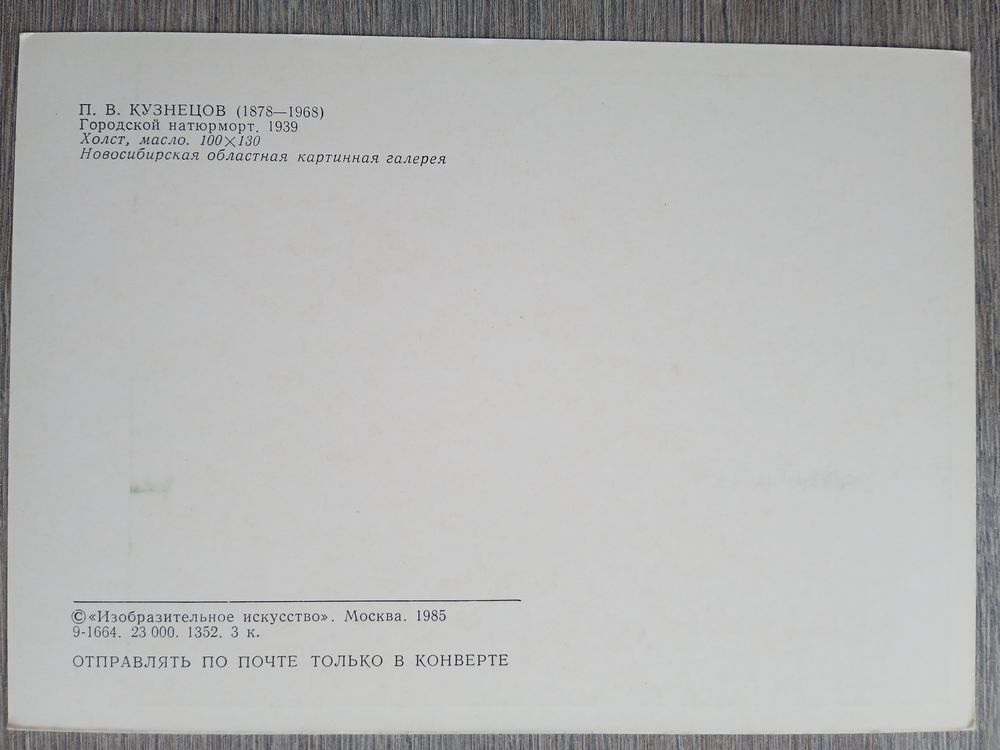 П. В. КУЗНЕЦОВ (1878—1968)
Городской натюрморт. 1939
Холст, масло. 100×130
Новосибирская областная картинная галерея
©«Изобразительное искусство». Москва. 1985
9-1664. 23 000. 1352. 3 к.
ОТПРАВЛЯТЬ ПО ПОЧТЕ ТОЛЬКО В КОНВЕРТЕ